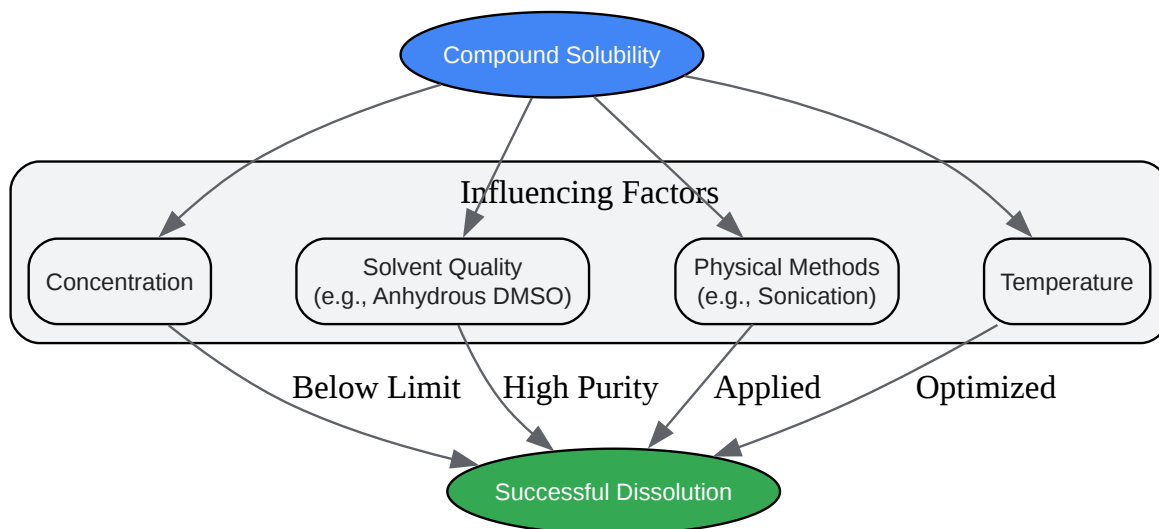 Compound Solubility
Influencing Factors
Concentration
Solvent Quality
(e.g., Anhydrous DMSO)
Physical Methods
(e.g., Sonication)
Temperature
Below Limit
High Purity
Applied
Optimized
Successful Dissolution